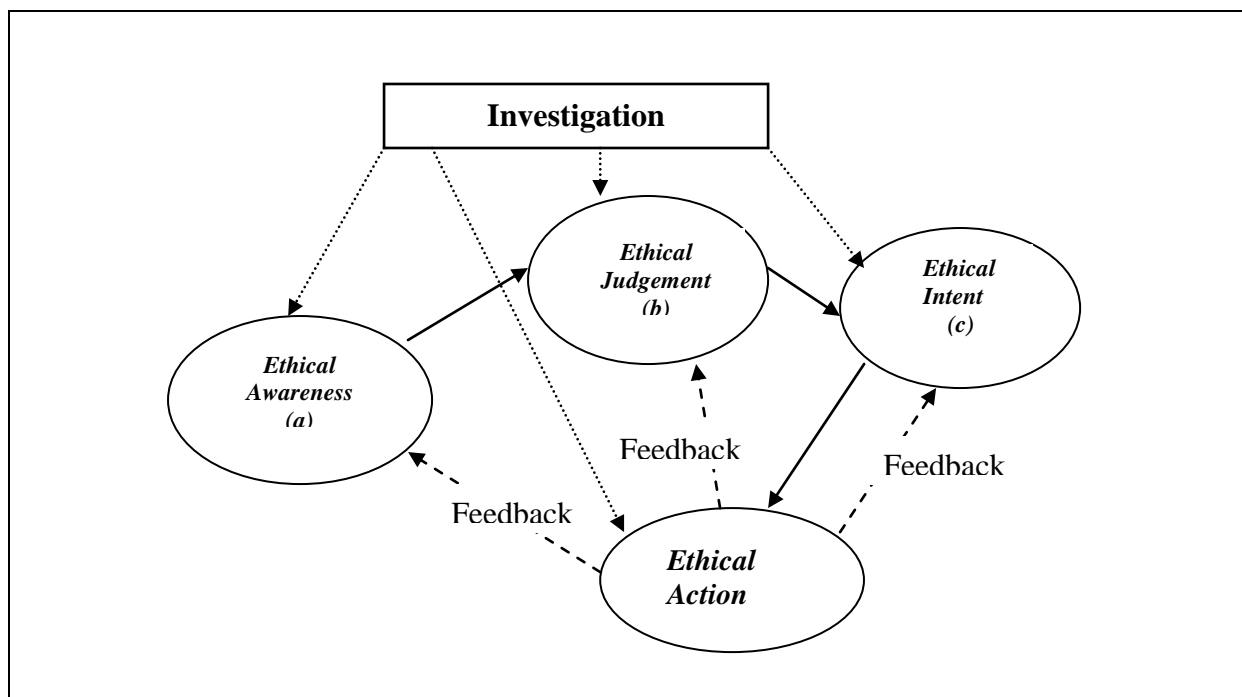 Investigation
Ethical
Judgement
(b)
Ethical
Intent
(c)
Ethical
Awareness
(a)
Feedback
Feedback
Feedback
Ethical
Action